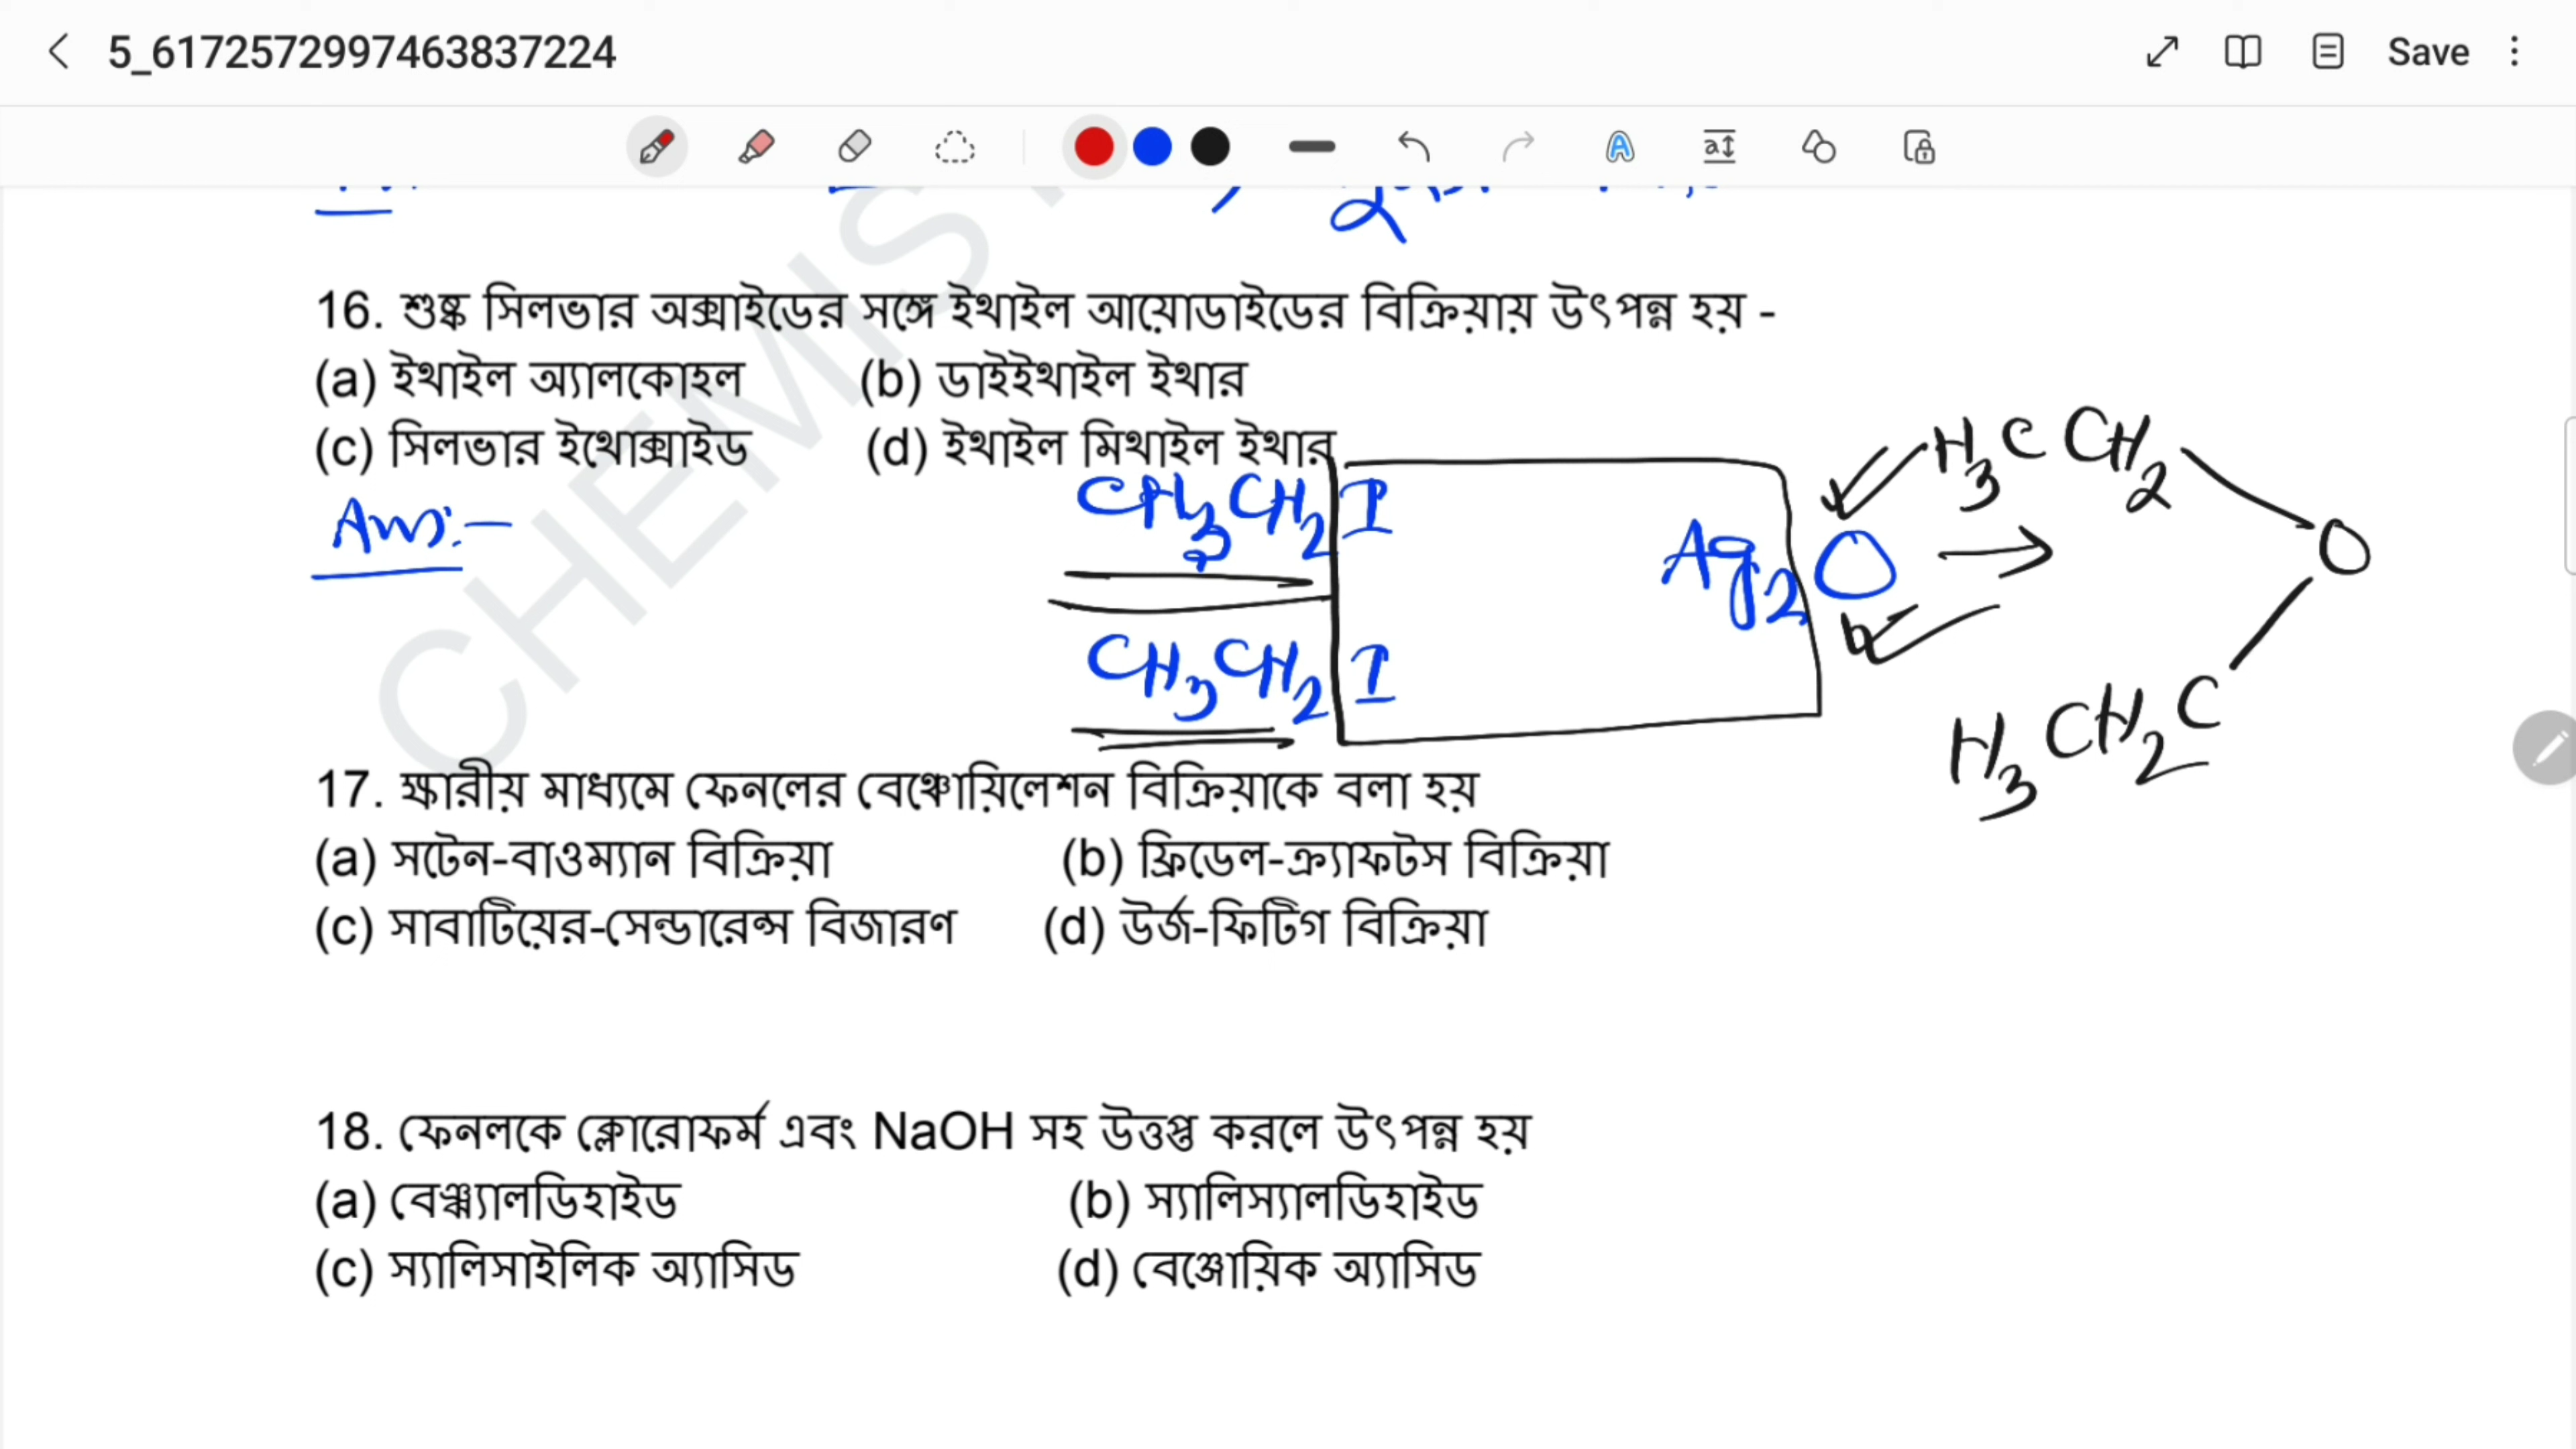 5_6172572997463837224
Save
16. শুষ্ক সিলভার অক্সাইডের সঙ্গে ইথাইল আয়োডাইডের বিক্রিয়ায় উৎপন্ন হয় -
(a) ইথাইল অ্যালকোহল (b) ডাইইথাইল ইথার
(c) সিলভার ইথোক্সাইড (d) ইথাইল মিথাইল ইথার
Ans:-
CH3CH2 I
Ag2O →
CH3CH2 I
H3C CH2
O
H3CH2C
17. ক্ষারীয় মাধ্যমে ফেনলের বেঞ্চোয়িলেশন বিক্রিয়াকে বলা হয়
(a) সটেন-বাওম্যান বিক্রিয়া (b) ফ্রিডেল-ক্র্যাফটস বিক্রিয়া
(c) সাবাটিয়ের-সেন্ডারেন্স বিজারণ (d) উর্জ-ফিটিগ বিক্রিয়া
18. ফেনলকে ক্লোরোফর্ম এবং NaOH সহ উত্তপ্ত করলে উৎপন্ন হয়
(a) বেঞ্জ্যালডিহাইড (b) স্যালিস্যালডিহাইড
(c) স্যালিসাইলিক অ্যাসিড (d) বেঞ্জোয়িক অ্যাসিড